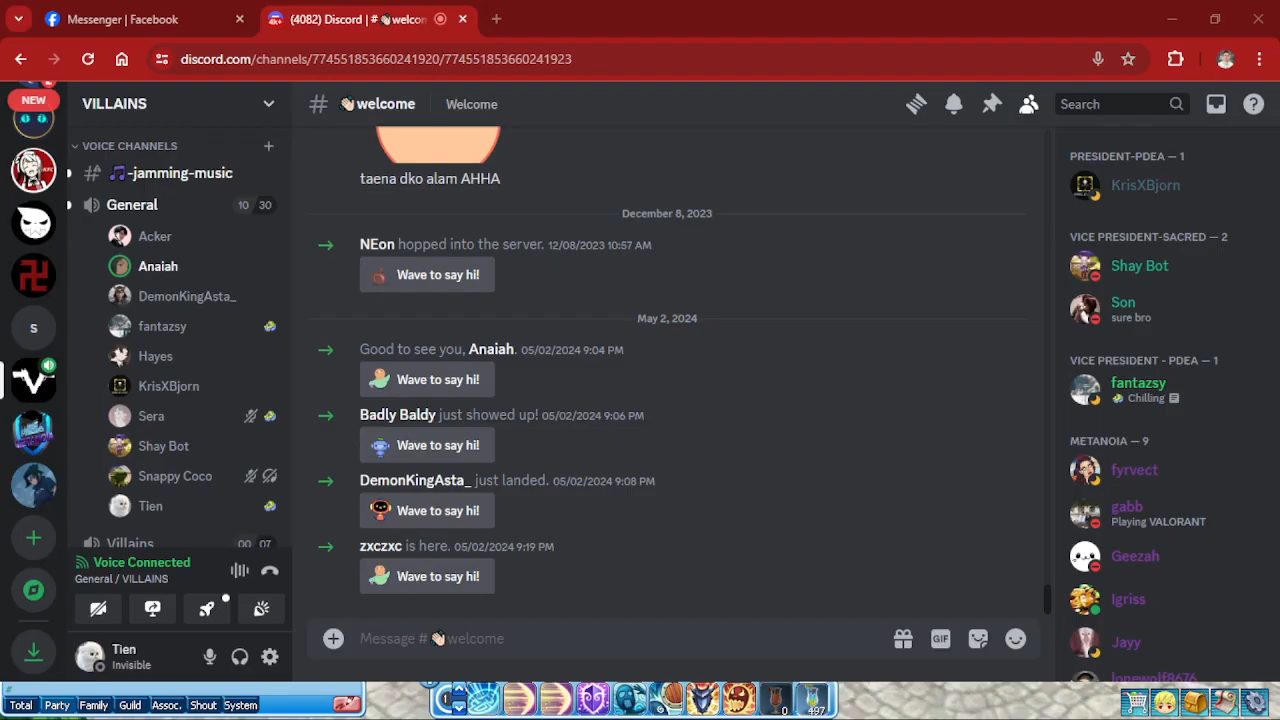 Messenger | Facebook
(4082) Discord | #👋welcom
discord.com/channels/774551853660241920/774551853660241923
NEW
VILLAINS
# 👋welcome
Welcome
Search
VOICE CHANNELS
🎵-jamming-music
General 10 30
Acker
Anaiah
DemonKingAsta_
fantazsy
Hayes
KrisXBjorn
Sera
Shay Bot
Snappy Coco
Tien
Villains 00 07
Voice Connected
General / VILLAINS
Tien
Invisible
KFC
S
taena dko alam AHHA
December 8, 2023
NEon hopped into the server. 12/08/2023 10:57 AM
Wave to say hi!
May 2, 2024
Good to see you, Anaiah. 05/02/2024 9:04 PM
Wave to say hi!
Badly Baldy just showed up! 05/02/2024 9:06 PM
Wave to say hi!
DemonKingAsta_ just landed. 05/02/2024 9:08 PM
Wave to say hi!
zxczxc is here. 05/02/2024 9:19 PM
Wave to say hi!
Message #👋welcome
GIF
PRESIDENT-PDEA — 1
KrisXBjorn
VICE PRESIDENT-SACRED — 2
Shay Bot
Son
sure bro
VICE PRESIDENT - PDEA — 1
fantazsy
Chilling
METANOIA — 9
fyrvect
gabb
Playing VALORANT
Geezah
Igriss
Jayy
lonewolf8676
#
Total Party Family Guild Assoc. Shout System
1
0
497